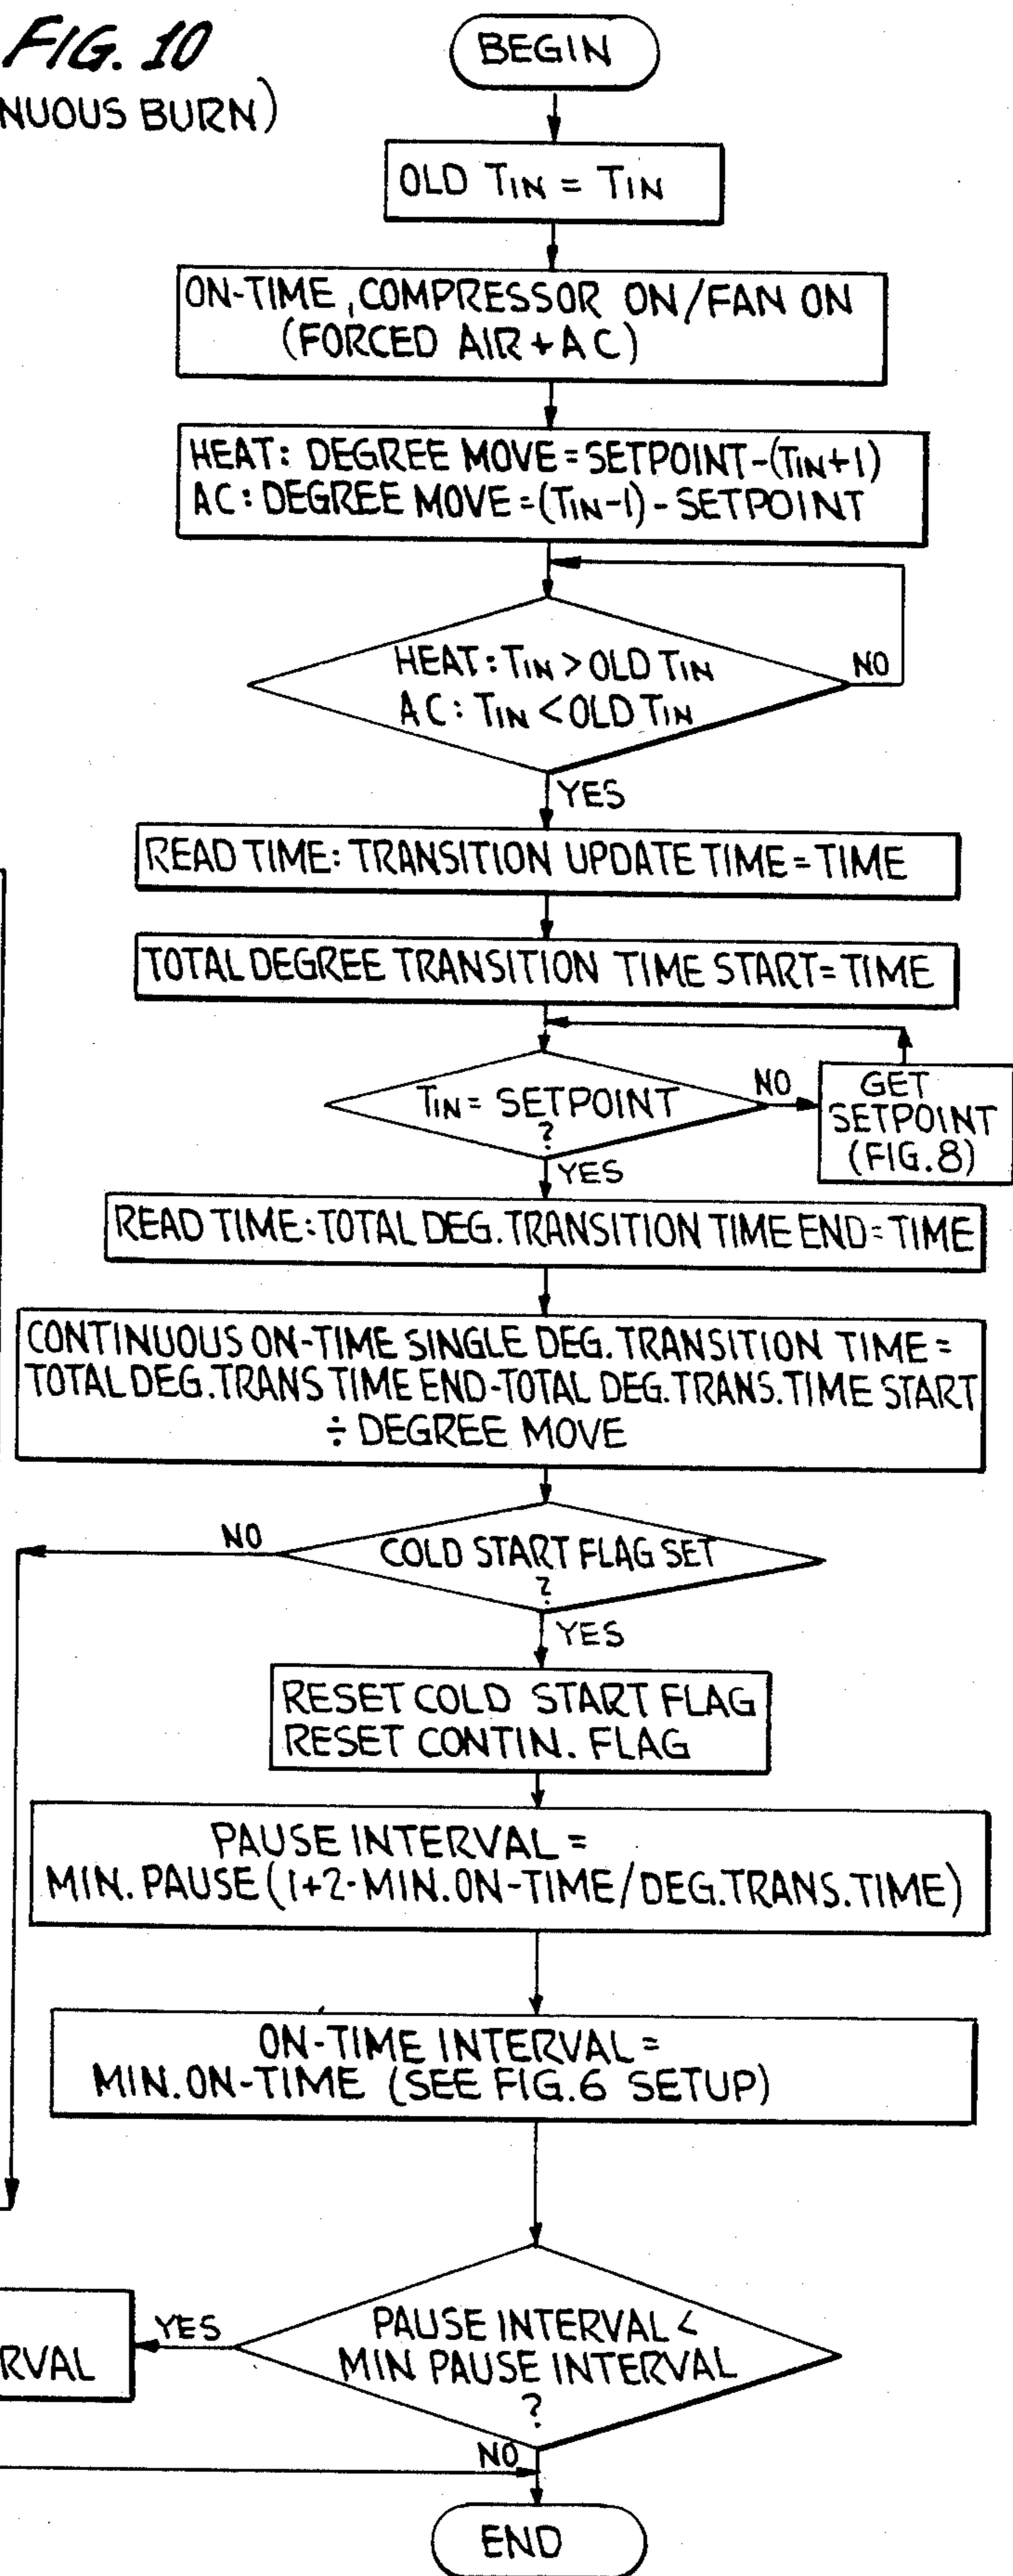 FIG. 10
NUOUS BURN)
BEGIN
OLD TIN = TIN
ON-TIME, COMPRESSOR ON/FAN ON
(FORCED AIR + AC)
HEAT: DEGREE MOVE = SETPOINT-(TIN+1)
AC: DEGREE MOVE = (TIN-1) - SETPOINT
HEAT: TIN > OLD TIN
NO
AC: TIN < OLD TIN
YES
READ TIME: TRANSITION UPDATE TIME = TIME
TOTAL DEGREE TRANSITION TIME START = TIME
TIN = SETPOINT
?
NO
GET
SETPOINT
(FIG. 8)
YES
READ TIME: TOTAL DEG. TRANSITION TIME END = TIME
CONTINUOUS ON-TIME SINGLE DEG. TRANSITION TIME =
TOTAL DEG. TRANS TIME END-TOTAL DEG. TRANS. TIME START
÷ DEGREE MOVE
NO
COLD START FLAG SET
?
YES
RESET COLD START FLAG
RESET CONTIN. FLAG
PAUSE INTERVAL =
MIN. PAUSE (1+2·MIN. ON-TIME/DEG. TRANS. TIME)
ON-TIME INTERVAL =
MIN. ON-TIME (SEE FIG. 6 SETUP)
PAUSE INTERVAL <
MIN PAUSE INTERVAL
?
YES
RVAL
NO
END